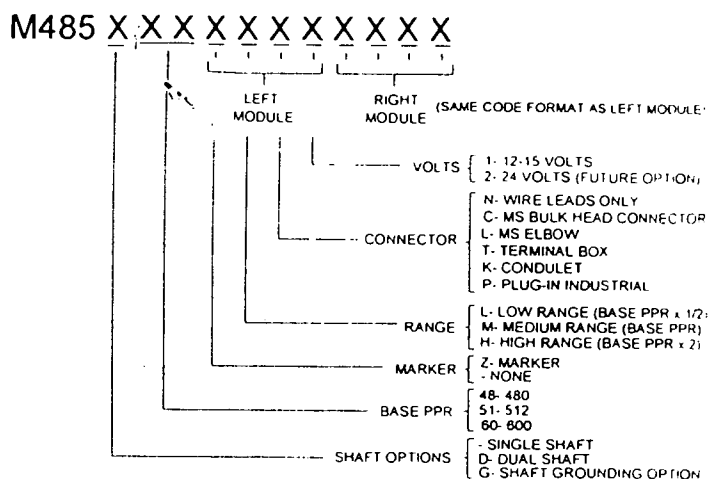 M485 X X X X X X X X X X X
LEFT MODULE
RIGHT MODULE (SAME CODE FORMAT AS LEFT MODULE)
VOLTS
1- 12-15 VOLTS
2- 24 VOLTS (FUTURE OPTION)
CONNECTOR
N- WIRE LEADS ONLY
C- MS BULK HEAD CONNECTOR
L- MS ELBOW
T- TERMINAL BOX
K- CONDULET
P- PLUG-IN INDUSTRIAL
RANGE
L- LOW RANGE (BASE PPR x 1/2)
M- MEDIUM RANGE (BASE PPR)
H- HIGH RANGE (BASE PPR x 2)
MARKER
Z- MARKER
- NONE
BASE PPR
48- 480
51- 512
60- 600
SHAFT OPTIONS
- SINGLE SHAFT
D- DUAL SHAFT
G- SHAFT GROUNDING OPTION